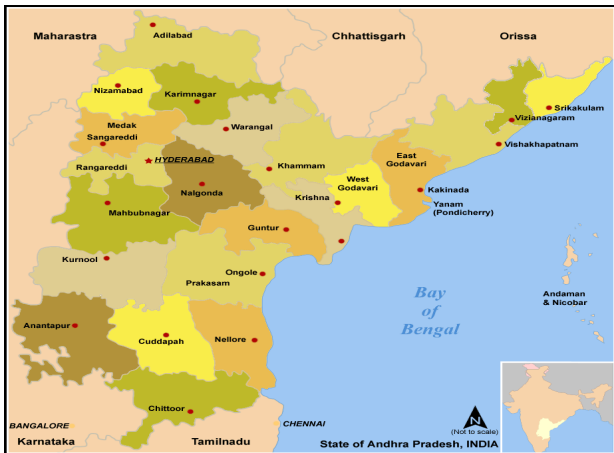 Maharastra
Adilabad
Chhattisgarh
Orissa
Nizamabad
Karimnagar
Srikakulam
Vizianagaram
Medak
Sangareddi
Warangal
Vishakhapatnam
Rangareddi
HYDERABAD
Khammam
East
Godavari
West
Godavari
Nalgonda
Kakinada
Krishna
Mahbubnagar
Yanam
(Pondicherry)
Guntur
Kurnool
Ongole
Prakasam
Bay
of
Bengal
Andaman
& Nicobar
Anantapur
Cuddapah
Nellore
Chittoor
N
(Not to scale)
BANGALORE
CHENNAI
Karnataka
Tamilnadu
State of Andhra Pradesh, INDIA